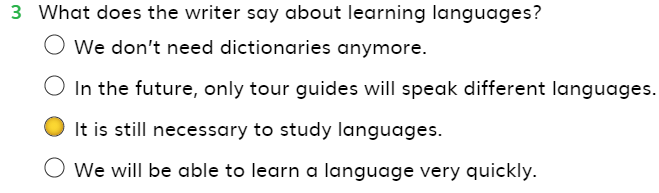 3 What does the writer say about learning languages?
We don't need dictionaries anymore.
In the future, only tour guides will speak different languages.
It is still necessary to study languages.
We will be able to learn a language very quickly.